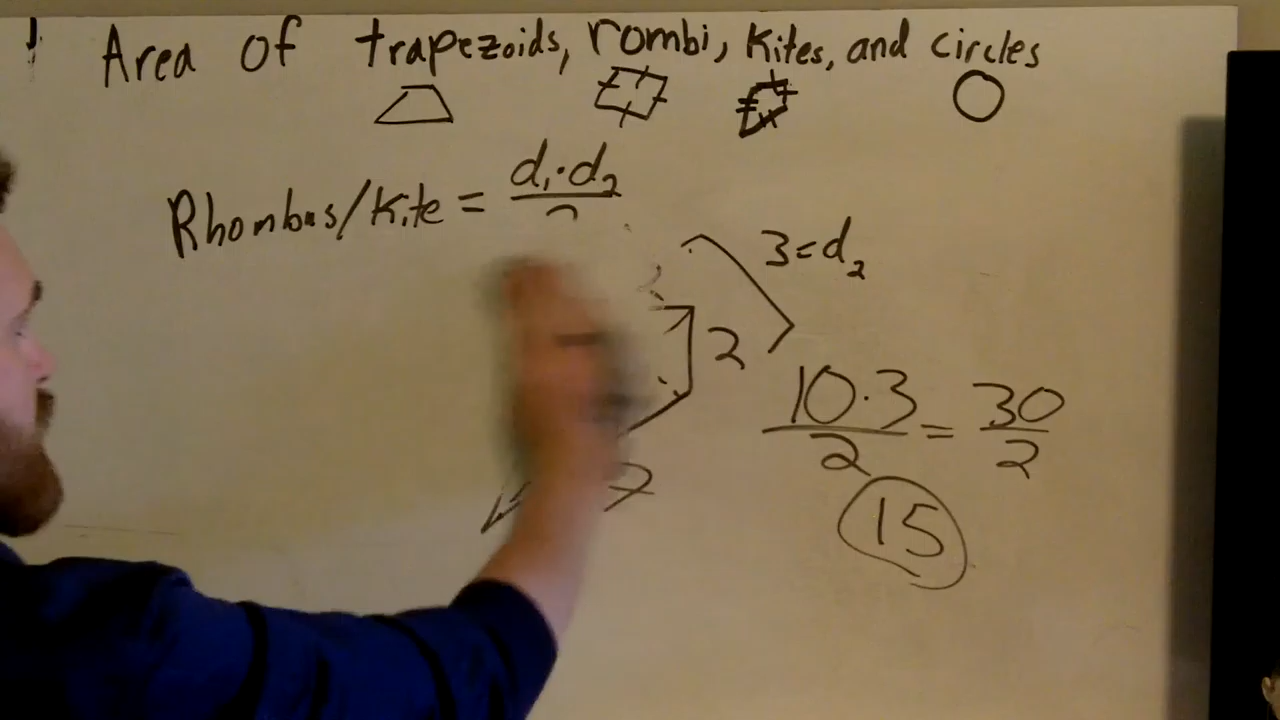 Area of trapezoids, rombi, kites, and circles
Rhombus/kite = d₁·d₂
3=d₂
2
10·3/2 = 30/2
7
15